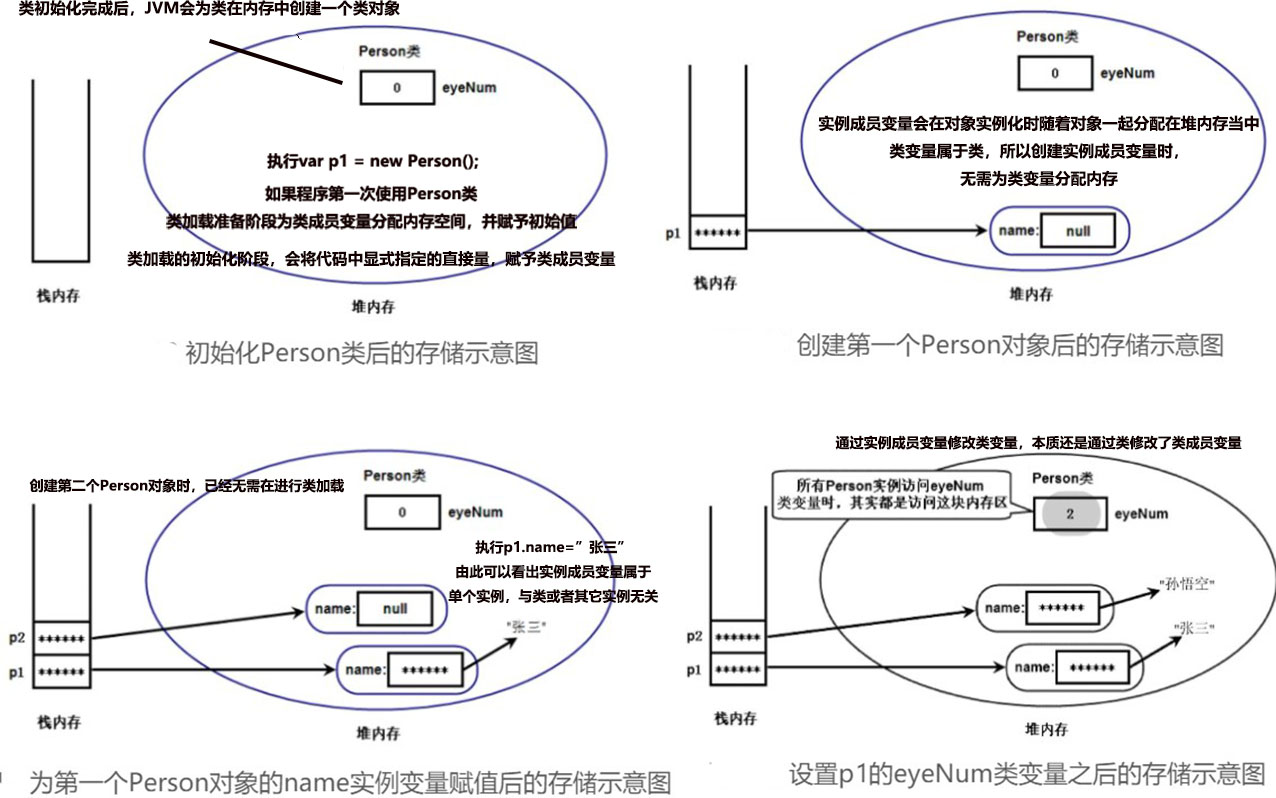 类初始化完成后，JVM会为类在内存中创建一个类对象
Person类
0
eyeNum
执行var p1 = new Person();
如果程序第一次使用Person类
类加载准备阶段为类成员变量分配内存空间，并赋予初始值
类加载的初始化阶段，会将代码中显式指定的直接量，赋予类成员变量
栈内存
堆内存
初始化Person类后的存储示意图
Person类
0
eyeNum
实例成员变量会在对象实例化时随着对象一起分配在堆内存当中
类变量属于类，所以创建实例成员变量时，
无需为类变量分配内存
p1
******
name:
null
栈内存
堆内存
创建第一个Person对象后的存储示意图
创建第二个Person对象时，已经无需在进行类加载
Person类
0
eyeNum
执行p1.name=”张三”
由此可以看出实例成员变量属于
单个实例，与类或者其它实例无关
name:
null
"张三"
p2
******
name:
******
p1
******
栈内存
堆内存
为第一个Person对象的name实例变量赋值后的存储示意图
通过实例成员变量修改类变量，本质还是通过类修改了类成员变量
所有Person实例访问eyeNum
类变量时，其实都是访问这块内存区
Person类
2
eyeNum
"孙悟空"
name:
******
"张三"
p2
******
name:
******
p1
******
栈内存
堆内存
设置p1的eyeNum类变量之后的存储示意图